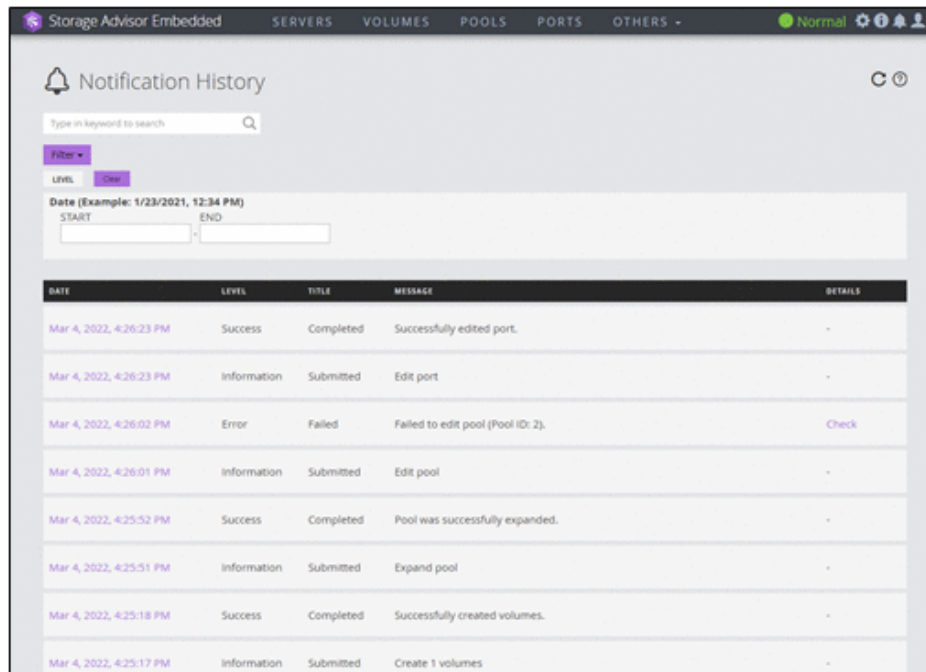 Storage Advisor Embedded SERVERS VOLUMES POOLS PORTS OTHERS Normal
Notification History
Type in keyword to search
Filter
LEVEL Clear
Date (Example: 1/23/2021, 12:34 PM)
START END
-
DATE LEVEL TITLE MESSAGE DETAILS
Mar 4, 2022, 4:26:23 PM Success Completed Successfully edited port. -
Mar 4, 2022, 4:26:23 PM Information Submitted Edit port -
Mar 4, 2022, 4:26:02 PM Error Failed Failed to edit pool (Pool ID: 2). Check
Mar 4, 2022, 4:26:01 PM Information Submitted Edit pool -
Mar 4, 2022, 4:25:52 PM Success Completed Pool was successfully expanded. -
Mar 4, 2022, 4:25:51 PM Information Submitted Expand pool -
Mar 4, 2022, 4:25:18 PM Success Completed Successfully created volumes. -
Mar 4, 2022, 4:25:17 PM Information Submitted Create 1 volumes -